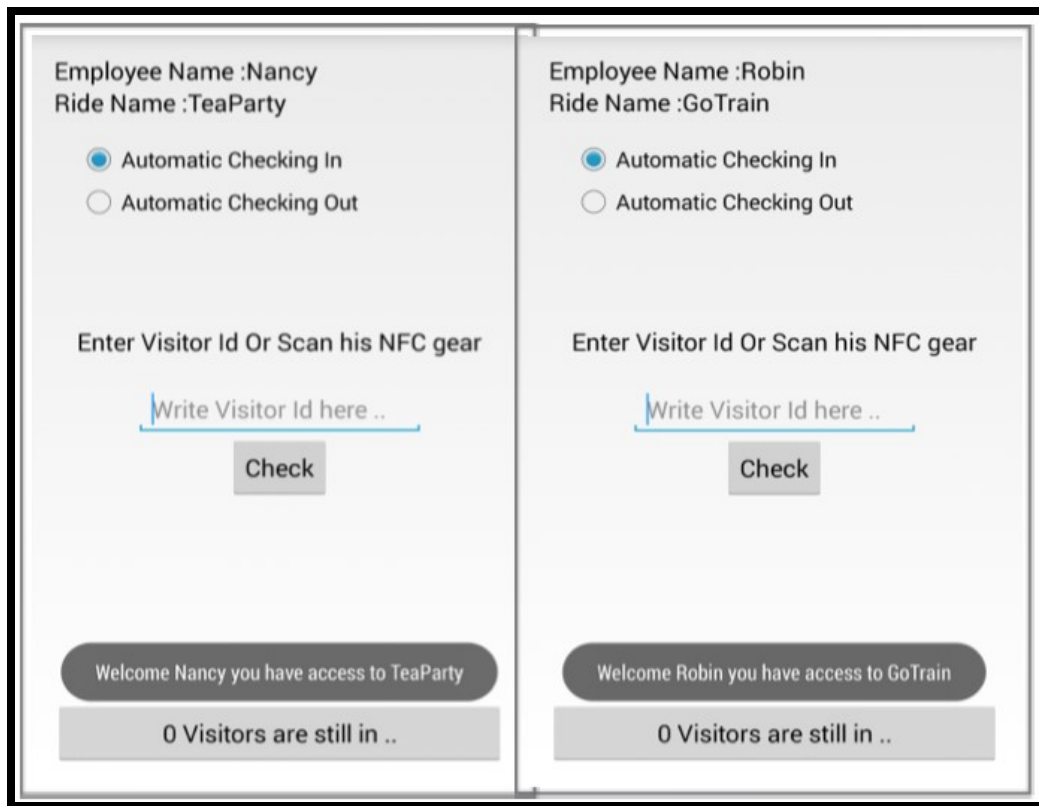 Employee Name :Nancy
Ride Name :TeaParty
Automatic Checking In
Automatic Checking Out
Enter Visitor Id Or Scan his NFC gear
Write Visitor Id here ..
Check
Welcome Nancy you have access to TeaParty
0 Visitors are still in ..
Employee Name :Robin
Ride Name :GoTrain
Automatic Checking In
Automatic Checking Out
Enter Visitor Id Or Scan his NFC gear
Write Visitor Id here ..
Check
Welcome Robin you have access to GoTrain
0 Visitors are still in ..